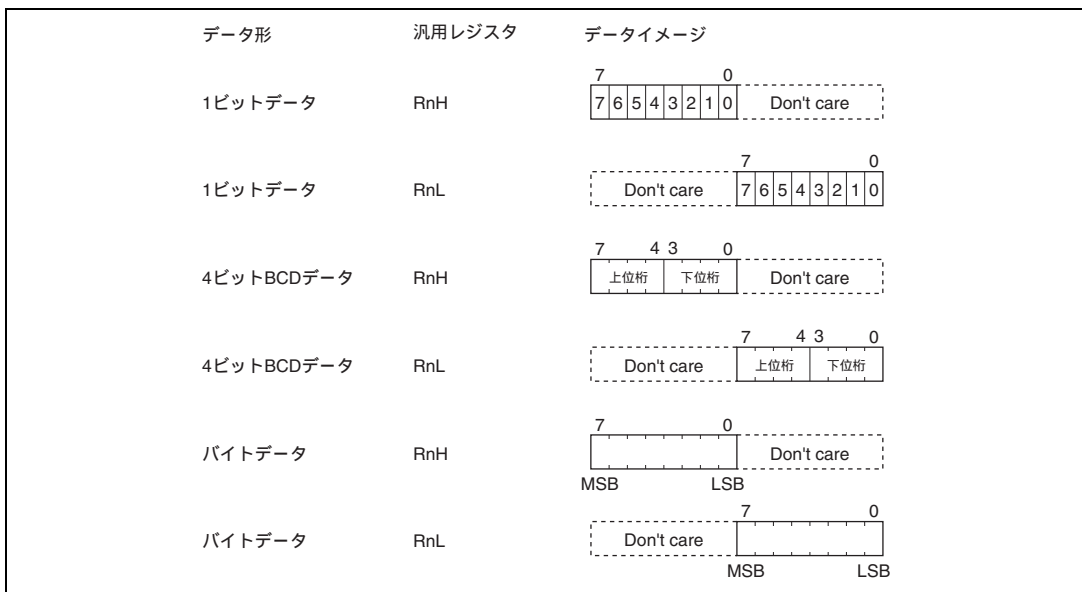 データ形 汎用レジスタ データイメージ
7 0
1ビットデータ RnH 7 6 5 4 3 2 1 0 Don't care
7 0
1ビットデータ RnL Don't care 7 6 5 4 3 2 1 0
7 4 3 0
4ビットBCDデータ RnH 上位桁 下位桁 Don't care
7 4 3 0
4ビットBCDデータ RnL Don't care 上位桁 下位桁
7 0
バイトデータ RnH Don't care
MSB LSB
7 0
バイトデータ RnL Don't care
MSB LSB